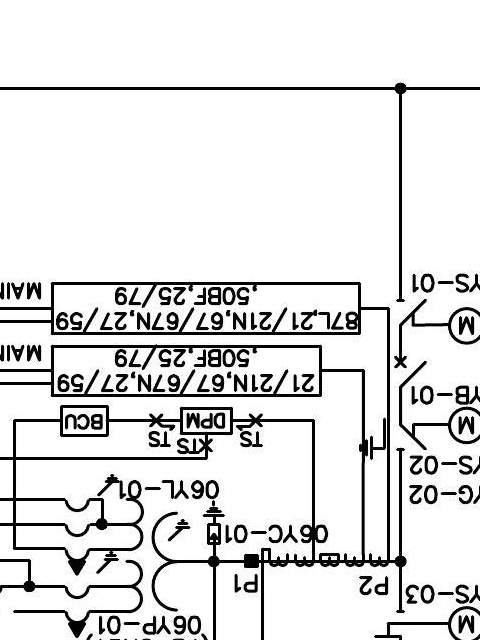 06YP-01
M
YS-03
P2
P1
06YC-01
06YL-01
YG-02
YS-02
TS
TS
TS
M
DPM
BCU
YB-01
21/21N,67/67N,27/59
,50BF,25/79
MAIN
M
87L,21/21N,67/67N,27/59
,50BF,25/79
MAIN
YS-01